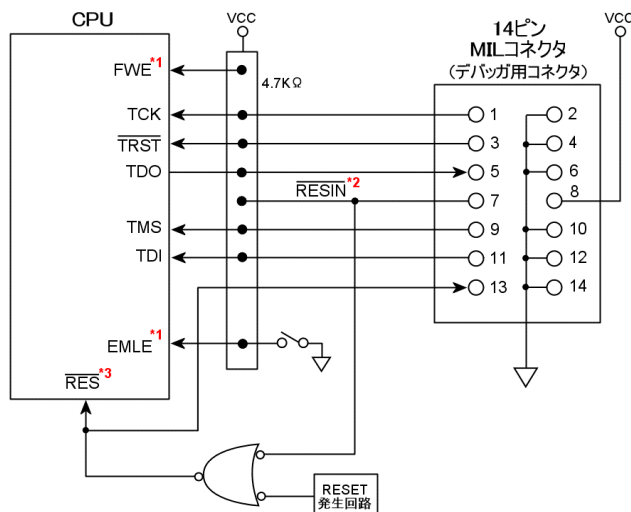 CPU
VCC
VCC
14ピン
MILコネクタ
(デバッガ用コネクタ)
FWE*1
4.7KΩ
TCK
1
2
TRST
3
4
TDO
5
6
RESIN*2
7
8
TMS
9
10
TDI
11
12
13
14
EMLE*1
RES*3
RESET
発生回路